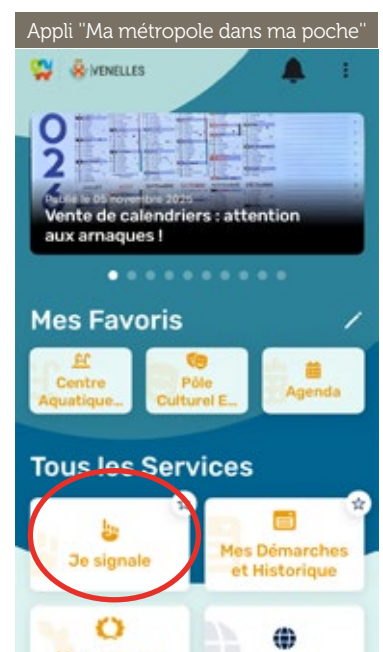 Appli "Ma métropole dans ma poche"
VENELLES
Publié le 05 novembre 2025
Vente de calendriers : attention
aux arnaques !
Mes Favoris
Centre
Aquatique...
Pôle
Culturel E...
Agenda
Tous les Services
Je signale
Mes Démarches
et Historique